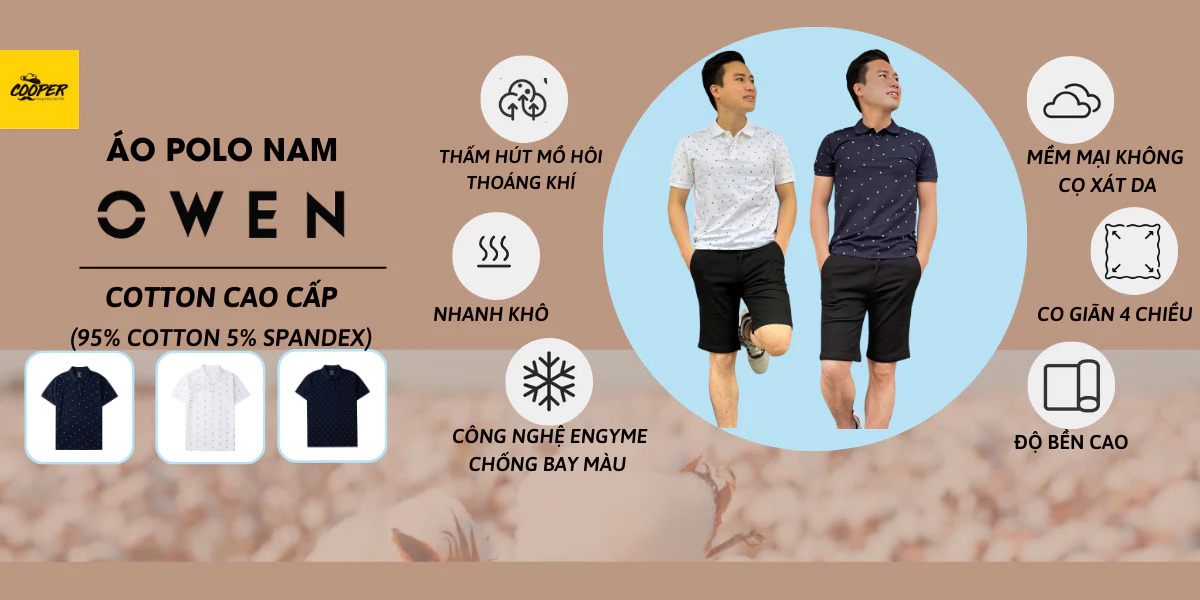 COOPER
ÁO POLO NAM
OWEN
COTTON CAO CẤP
(95% COTTON 5% SPANDEX)
THẤM HÚT MỒ HÔI
THOÁNG KHÍ
NHANH KHÔ
CÔNG NGHỆ ENGYME
CHỐNG BAY MÀU
MỀM MẠI KHÔNG
CỌ XÁT DA
CO GIÃN 4 CHIỀU
ĐỘ BỀN CAO